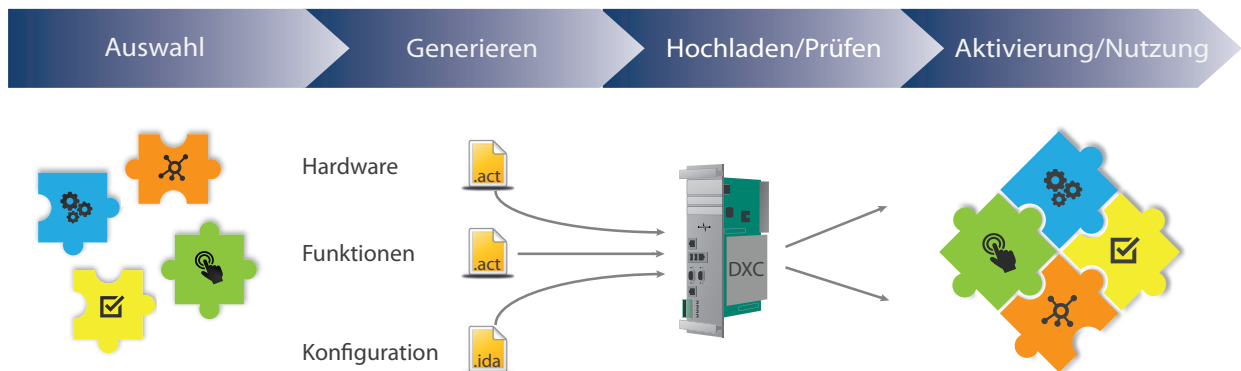 Auswahl
Generieren
Hochladen/Prüfen
Aktivierung/Nutzung
Hardware
.act
Funktionen
.act
DXC
Konfiguration
.ida